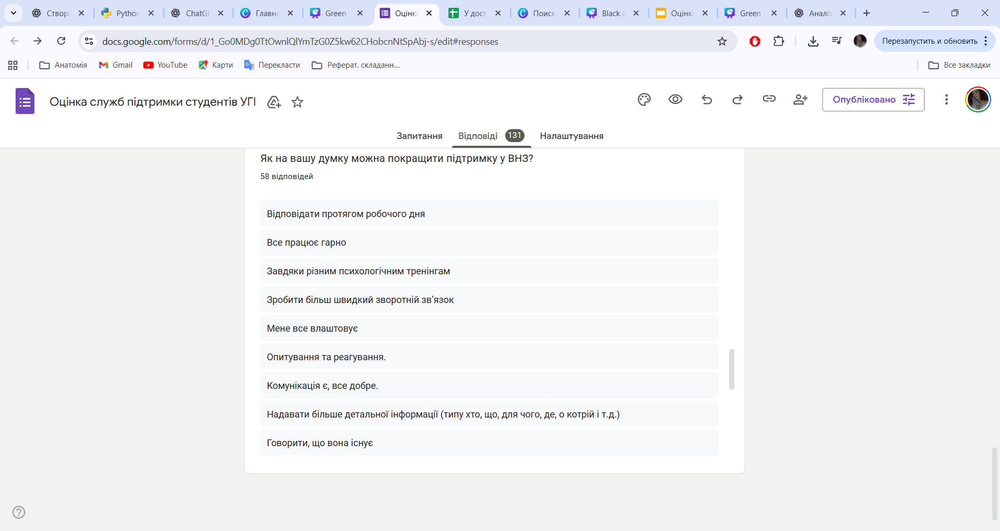 Створе
Python
ChatGF
Главна
Green
Оцінка
У дост
Поиск
Black a
Оцінка
Green
Аналіз
docs.google.com/forms/d/1_Go0MDg0TtOwnlQlYmTzG0Z5kw62CHobcnNtSpAbj-s/edit#responses
Перезапустить и обновить
Анатомія
Gmail
YouTube
Карти
Перекласти
Реферат. складанн...
Все закладки
Оцінка служб підтримки студентів УГІ
Опубліковано
Запитання
Відповіді 131
Налаштування
Як на вашу думку можна покращити підтримку у ВНЗ?
58 відповідей
Відповідати протягом робочого дня
Все працює гарно
Завдяки різним психологічним тренінгам
Зробити більш швидкий зворотній зв’язок
Мене все влаштовує
Опитування та реагування.
Комунікація є, все добре.
Надавати більше детальної інформації (типу хто, що, для чого, де, о котрій і т.д.)
Говорити, що вона існує